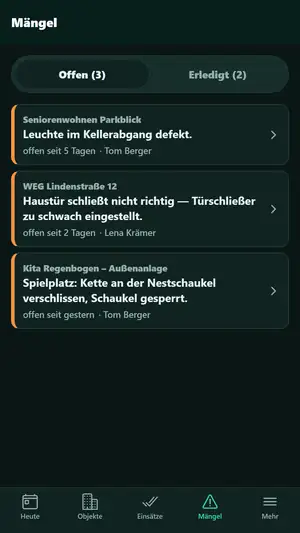 Mängel
Offen (3)
Erledigt (2)
Seniorenwohnen Parkblick
Leuchte im Kellerabgang defekt.
offen seit 5 Tagen · Tom Berger
WEG Lindenstraße 12
Haustür schließt nicht richtig — Türschließer
zu schwach eingestellt.
offen seit 2 Tagen · Lena Krämer
Kita Regenbogen – Außenanlage
Spielplatz: Kette an der Nestschaukel
verschlissen, Schaukel gesperrt.
offen seit gestern · Tom Berger
Heute
Objekte
Einsätze
Mängel
Mehr